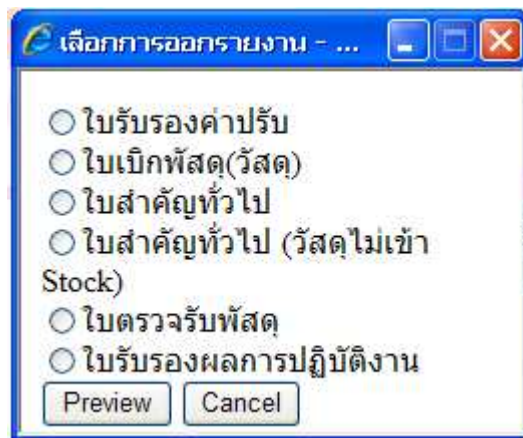 เลือกการออกรายงาน - ...
ใบรับรองค่าปรับ
ใบเบิกพัสดุ(วัสดุ)
ใบสำคัญทั่วไป
ใบสำคัญทั่วไป (วัสดุไม่เข้า
Stock)
ใบตรวจรับพัสดุ
ใบรับรองผลการปฏิบัติงาน
Preview Cancel